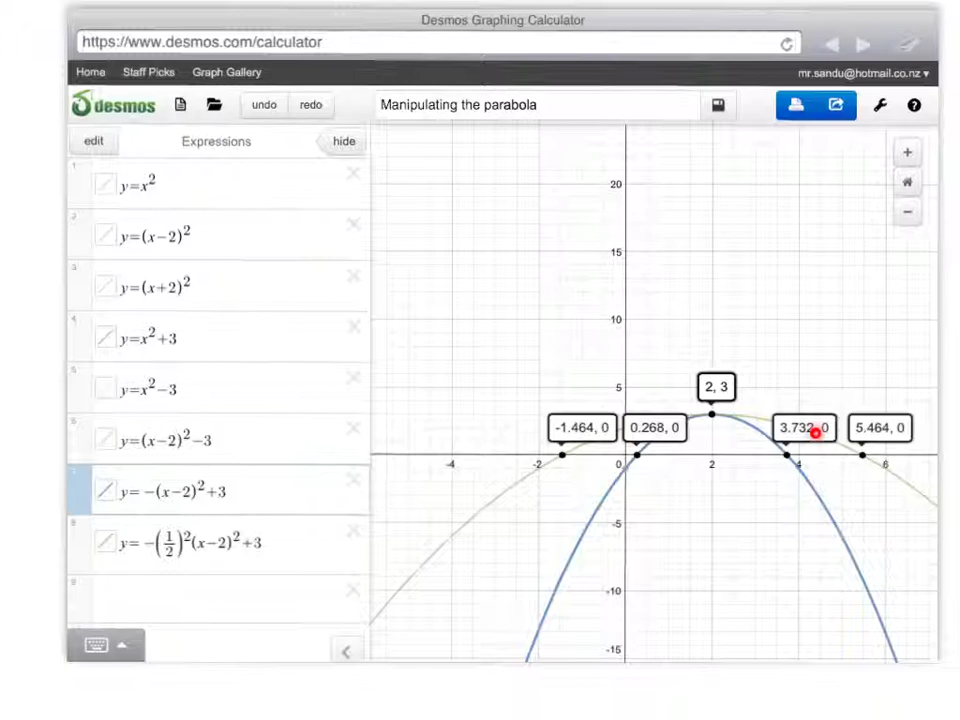 Desmos Graphing Calculator
https://www.desmos.com/calculator
Home Staff Picks Graph Gallery mr.sandu@hotmail.co.nz ▾
desmos undo redo Manipulating the parabola
edit Expressions hide
1 y=x²
2 y=(x−2)²
3 y=(x+2)²
4 y=x²+3
5 y=x²−3
6 y=(x−2)²−3
7 y=−(x−2)²+3
8 y=−(1/2)²(x−2)²+3
9
20
15
10
5
2, 3
-1.464, 0 0.268, 0 3.732, 0 5.464, 0
-4 -2 0 2 4 6
-5
-10
-15